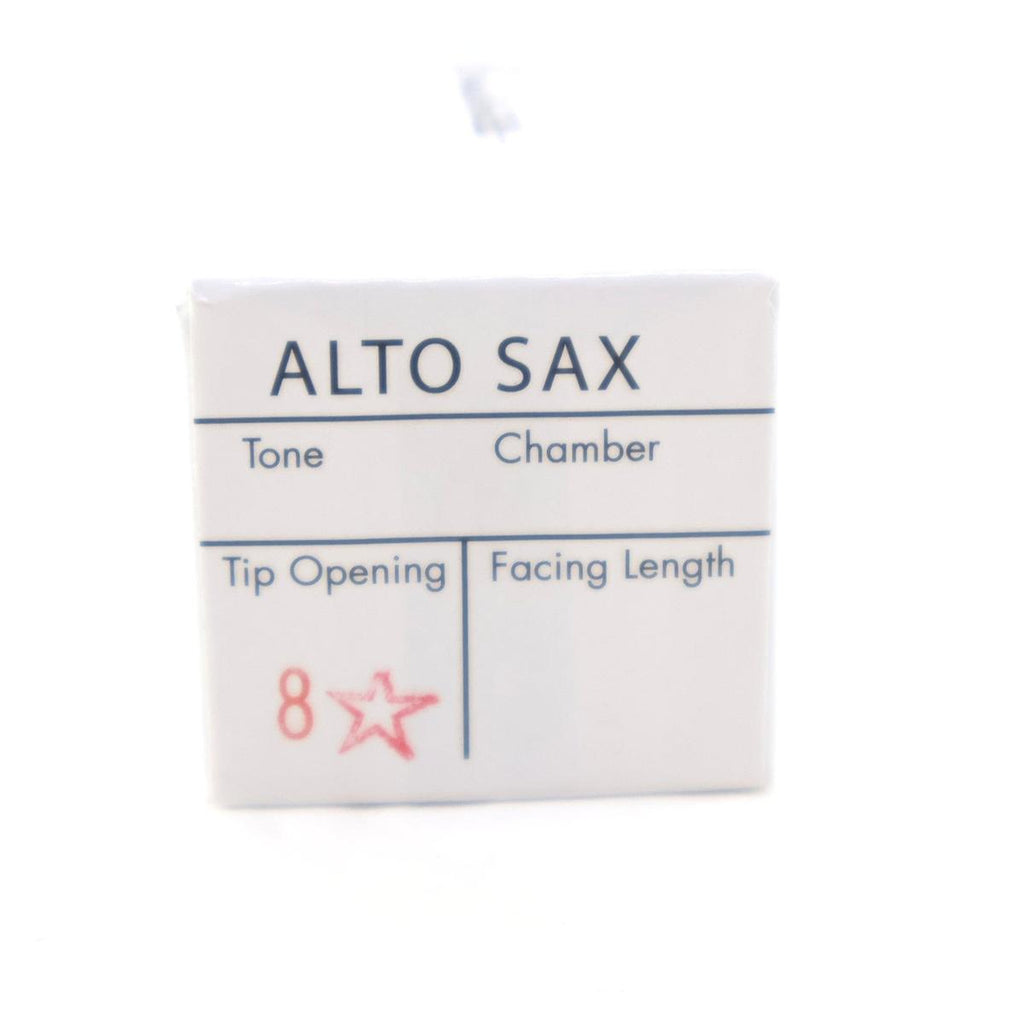 ALTO SAX
Tone Chamber
Tip Opening Facing Length
8☆